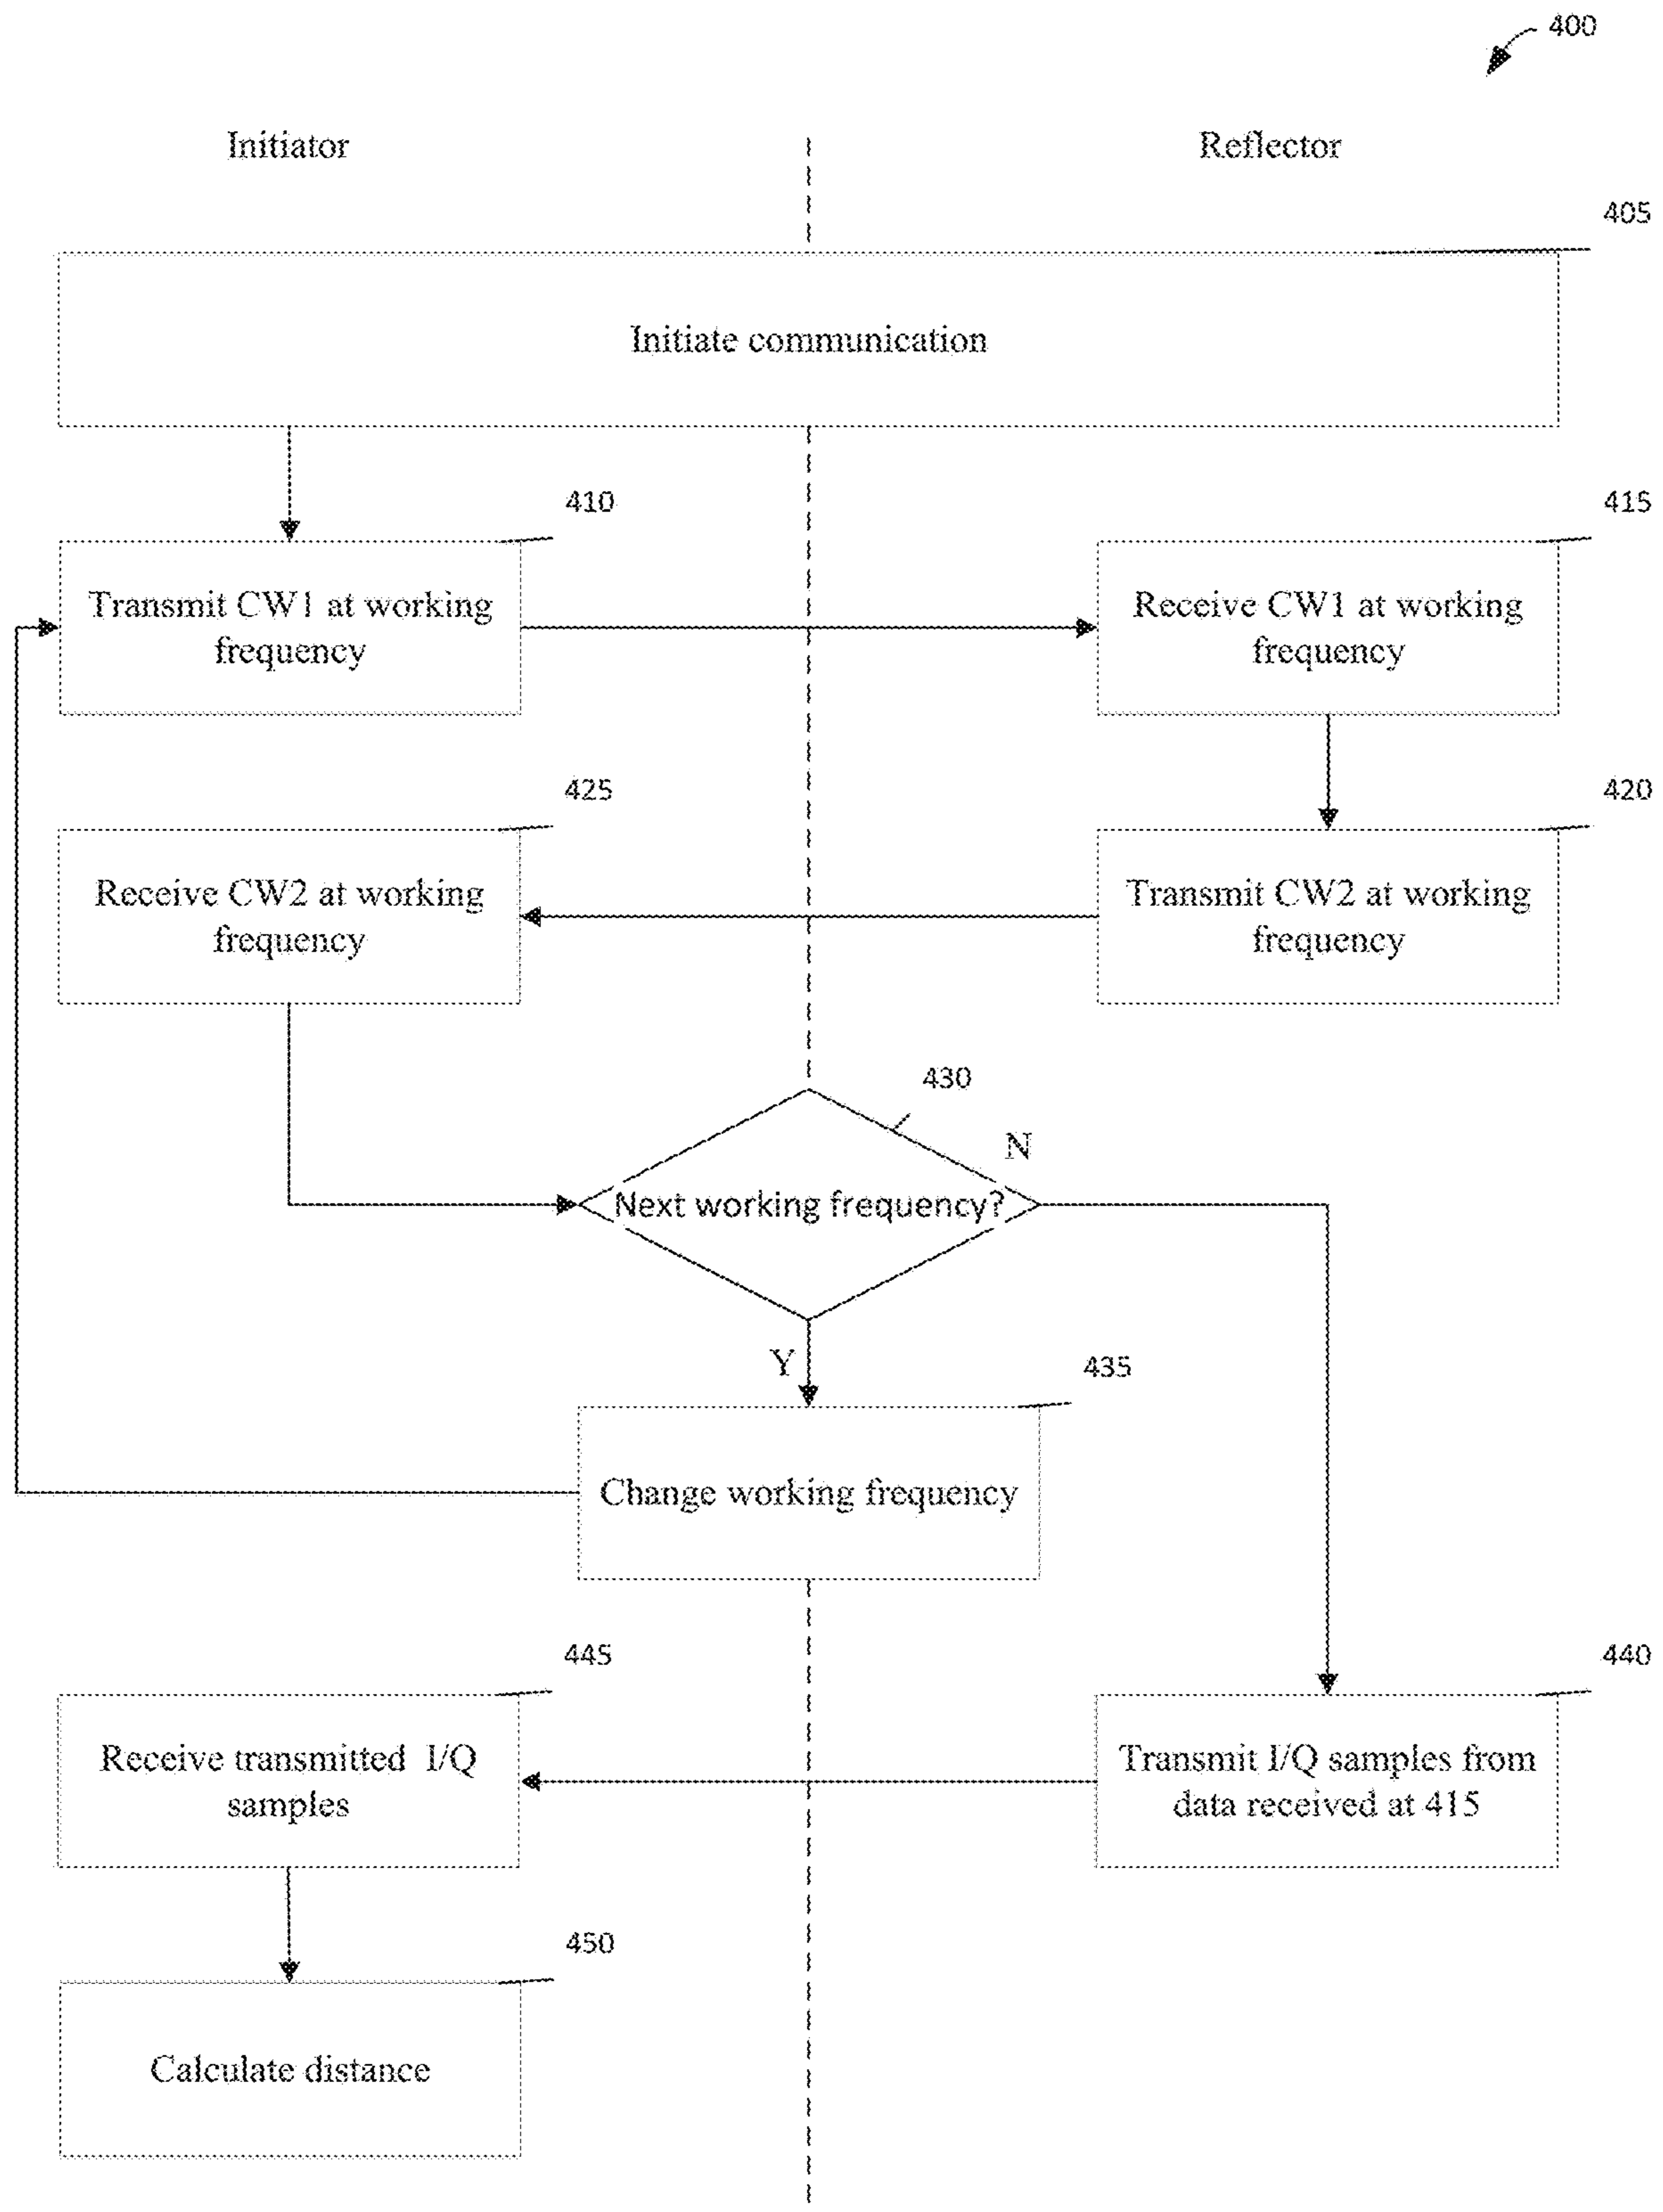 400
Initiator
Reflector
405
Initiate communication
410
415
Transmit CW1 at working
frequency
Receive CW1 at working
frequency
425
420
Receive CW2 at working
frequency
Transmit CW2 at working
frequency
430
N
Next working frequency?
Y
435
Change working frequency
445
440
Receive transmitted I/Q
samples
Transmit I/Q samples from
data received at 415
450
Calculate distance